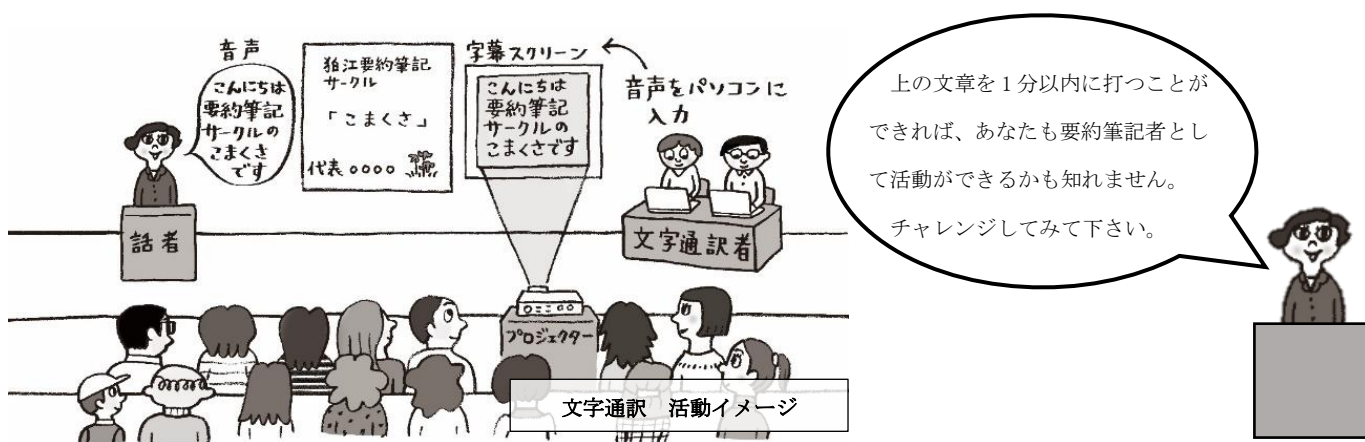 音声
こんにちは
要約筆記
サークルの
こまくさ
です
狛江要約筆記
サークル
「こまくさ」
代表 ○○○○
字幕スクリーン
こんにちは
要約筆記
サークルの
こまくさです
音声をパソコンに
入力
話者
文字通訳者
プロジェクター
文字通訳　活動イメージ
上の文章を１分以内に打つことが
できれば、あなたも要約筆記者とし
て活動ができるかも知れません。
チャレンジしてみて下さい。